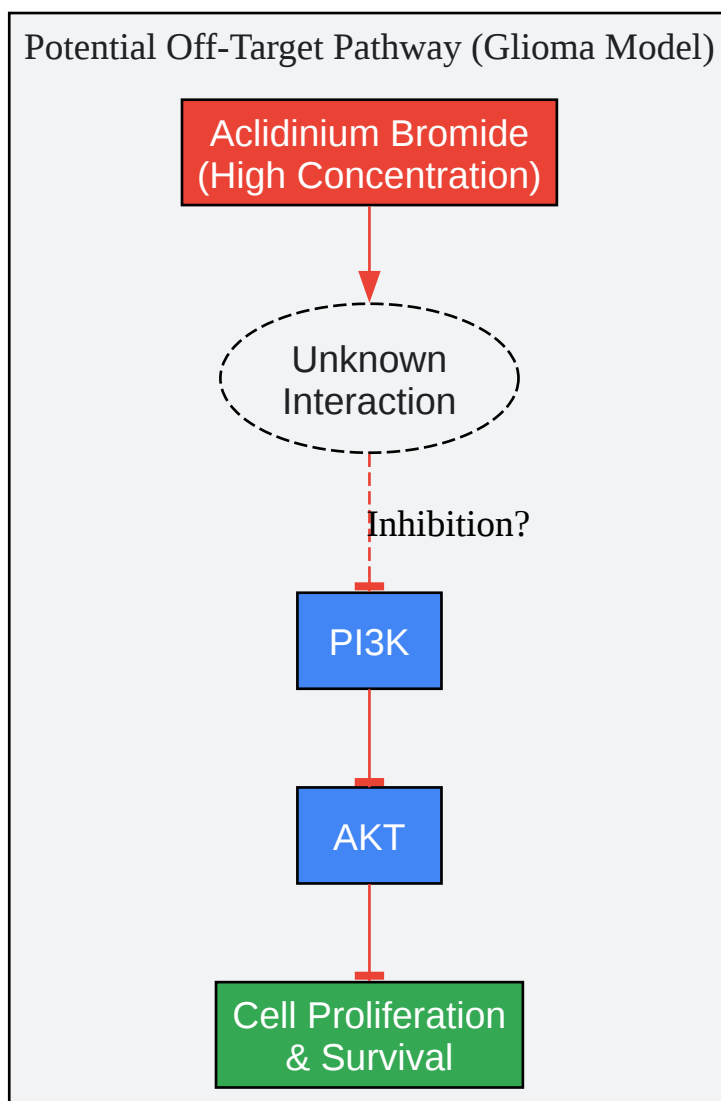 Potential Off-Target Pathway (Glioma Model)
Aclidinium Bromide
(High Concentration)
Unknown
Interaction
Inhibition?
PI3K
AKT
Cell Proliferation
& Survival